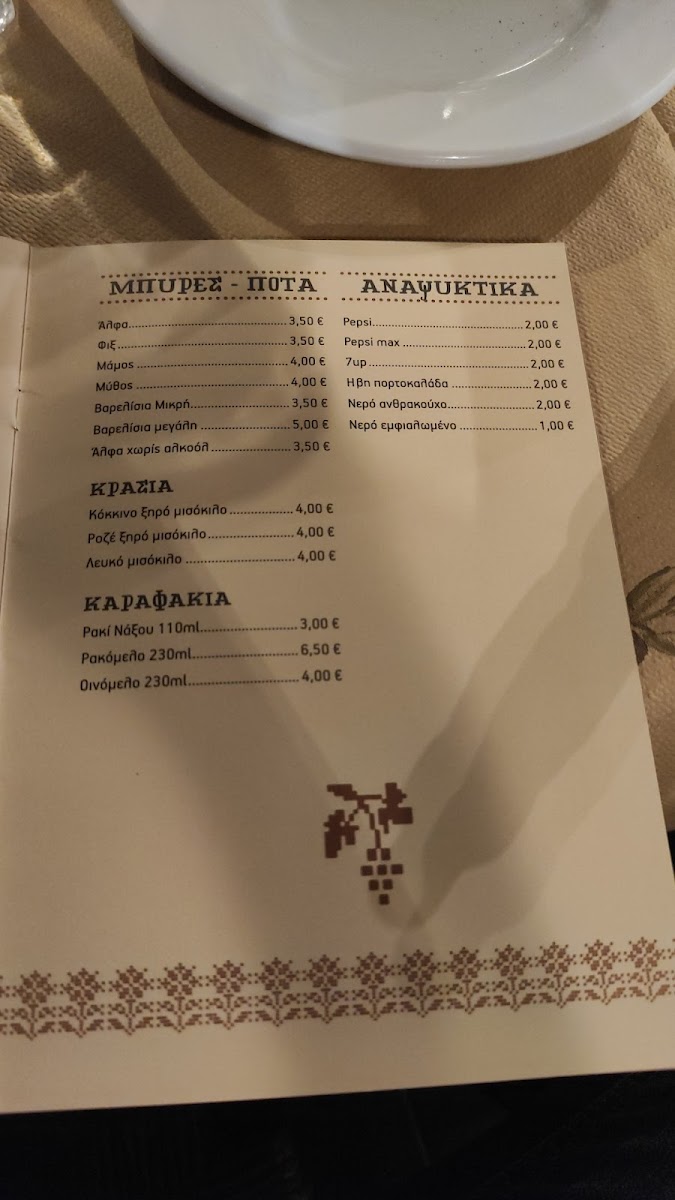 ΜΠΥΡΕΣ - ΠΟΤΑ
Άλφα.......................................3,50 €
Φιξ.......................................3,50 €
Μάμος.......................................4,00 €
Μύθος.......................................4,00 €
Βαρελίσια Μικρή.........................3,50 €
Βαρελίσια μεγάλη.......................5,00 €
Άλφα χωρίς αλκοόλ....................3,50 €
ΚΡΑΣΙΑ
Κόκκινο ξηρό μισόκιλο................4,00 €
Ροζέ ξηρό μισόκιλο......................4,00 €
Λευκό μισόκιλο...........................4,00 €
ΚΑΡΑΦΑΚΙΑ
Ρακί Νάξου 110ml........................3,00 €
Ρακόμελο 230ml..........................6,50 €
Οινόμελο 230ml...........................4,00 €
ΑΝΑΨΥΚΤΙΚΑ
Pepsi.......................................2,00 €
Pepsi max.................................2,00 €
7up.........................................2,00 €
Ηβη πορτοκαλάδα.....................2,00 €
Νερό ανθρακούχο......................2,00 €
Νερό εμφιαλωμένο....................1,00 €